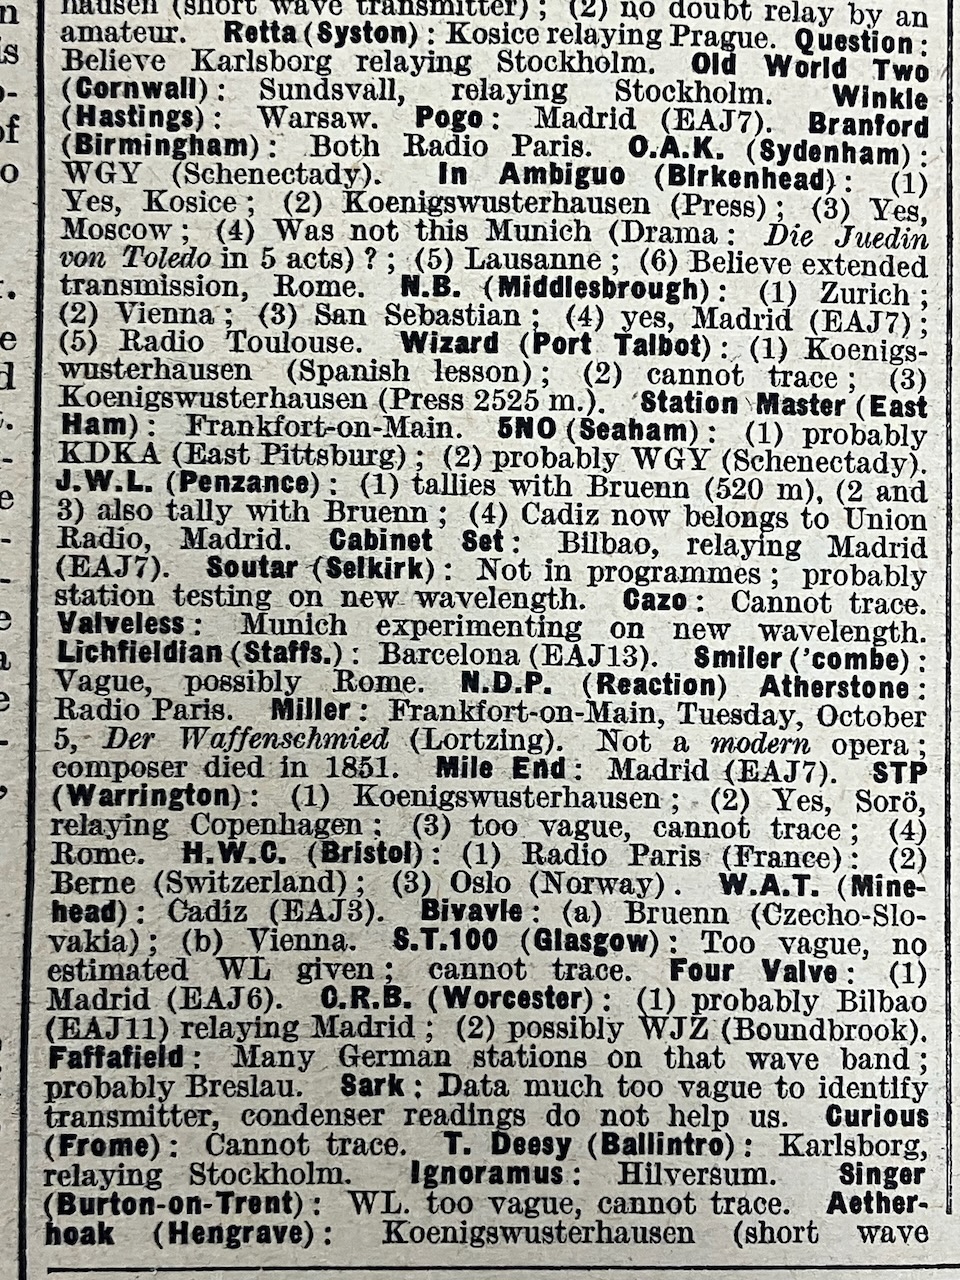 hausen (short wave transmitter) ; (2) no doubt relay by an
amateur. Retta (Syston) : Kosice relaying Prague. Question :
Believe Karlsborg relaying Stockholm. Old World Two
(Cornwall) : Sundsvall, relaying Stockholm. Winkle
(Hastings) : Warsaw. Pogo : Madrid (EAJ7). Branford
(Birmingham) : Both Radio Paris. O.A.K. (Sydenham) :
WGY (Schenectady). In Ambiguo (Birkenhead) : (1)
Yes, Kosice ; (2) Koenigswusterhausen (Press) ; (3) Yes,
Moscow ; (4) Was not this Munich (Drama : Die Juedin
von Toledo in 5 acts) ? ; (5) Lausanne ; (6) Believe extended
transmission, Rome. N.B. (Middlesbrough) : (1) Zurich ;
(2) Vienna ; (3) San Sebastian ; (4) yes, Madrid (EAJ7) ;
(5) Radio Toulouse. Wizard (Port Talbot) : (1) Koenigs-
wusterhausen (Spanish lesson) ; (2) cannot trace ; (3)
Koenigswusterhausen (Press 2525 m.). Station Master (East
Ham) : Frankfort-on-Main. 5NO (Seaham) : (1) probably
KDKA (East Pittsburg) ; (2) probably WGY (Schenectady).
J.W.L. (Penzance) : (1) tallies with Bruenn (520 m), (2 and
3) also tally with Bruenn ; (4) Cadiz now belongs to Union
Radio, Madrid. Cabinet Set : Bilbao, relaying Madrid
(EAJ7). Soutar (Selkirk) : Not in programmes ; probably
station testing on new wavelength. Cazo : Cannot trace.
Valveless : Munich experimenting on new wavelength.
Lichfieldian (Staffs.) : Barcelona (EAJ13). Smiler ('combe) :
Vague, possibly Rome. N.D.P. (Reaction) Atherstone :
Radio Paris. Miller : Frankfort-on-Main, Tuesday, October
5, Der Waffenschmied (Lortzing). Not a modern opera ;
composer died in 1851. Mile End : Madrid (EAJ7). STP
(Warrington) : (1) Koenigswusterhausen ; (2) Yes, Sorö,
relaying Copenhagen ; (3) too vague, cannot trace ; (4)
Rome. H.W.C. (Bristol) : (1) Radio Paris (France) : (2)
Berne (Switzerland) ; (3) Oslo (Norway) . W.A.T. (Mine-
head) : Cadiz (EAJ3). Bivavle : (a) Bruenn (Czecho-Slo-
vakia) ; (b) Vienna. S.T.100 (Glasgow) : Too vague, no
estimated WL given ; cannot trace. Four Valve : (1)
Madrid (EAJ6). C.R.B. (Worcester) : (1) probably Bilbao
(EAJ11) relaying Madrid ; (2) possibly WJZ (Boundbrook).
Faffafield : Many German stations on that wave band ;
probably Breslau. Sark : Data much too vague to identify
transmitter, condenser readings do not help us. Curious
(Frome) : Cannot trace. T. Deesy (Ballintro) : Karlsborg,
relaying Stockholm. Ignoramus : Hilversum. Singer
(Burton-on-Trent) : WL. too vague, cannot trace. Aether-
hoak (Hengrave) : Koenigswusterhausen (short wave